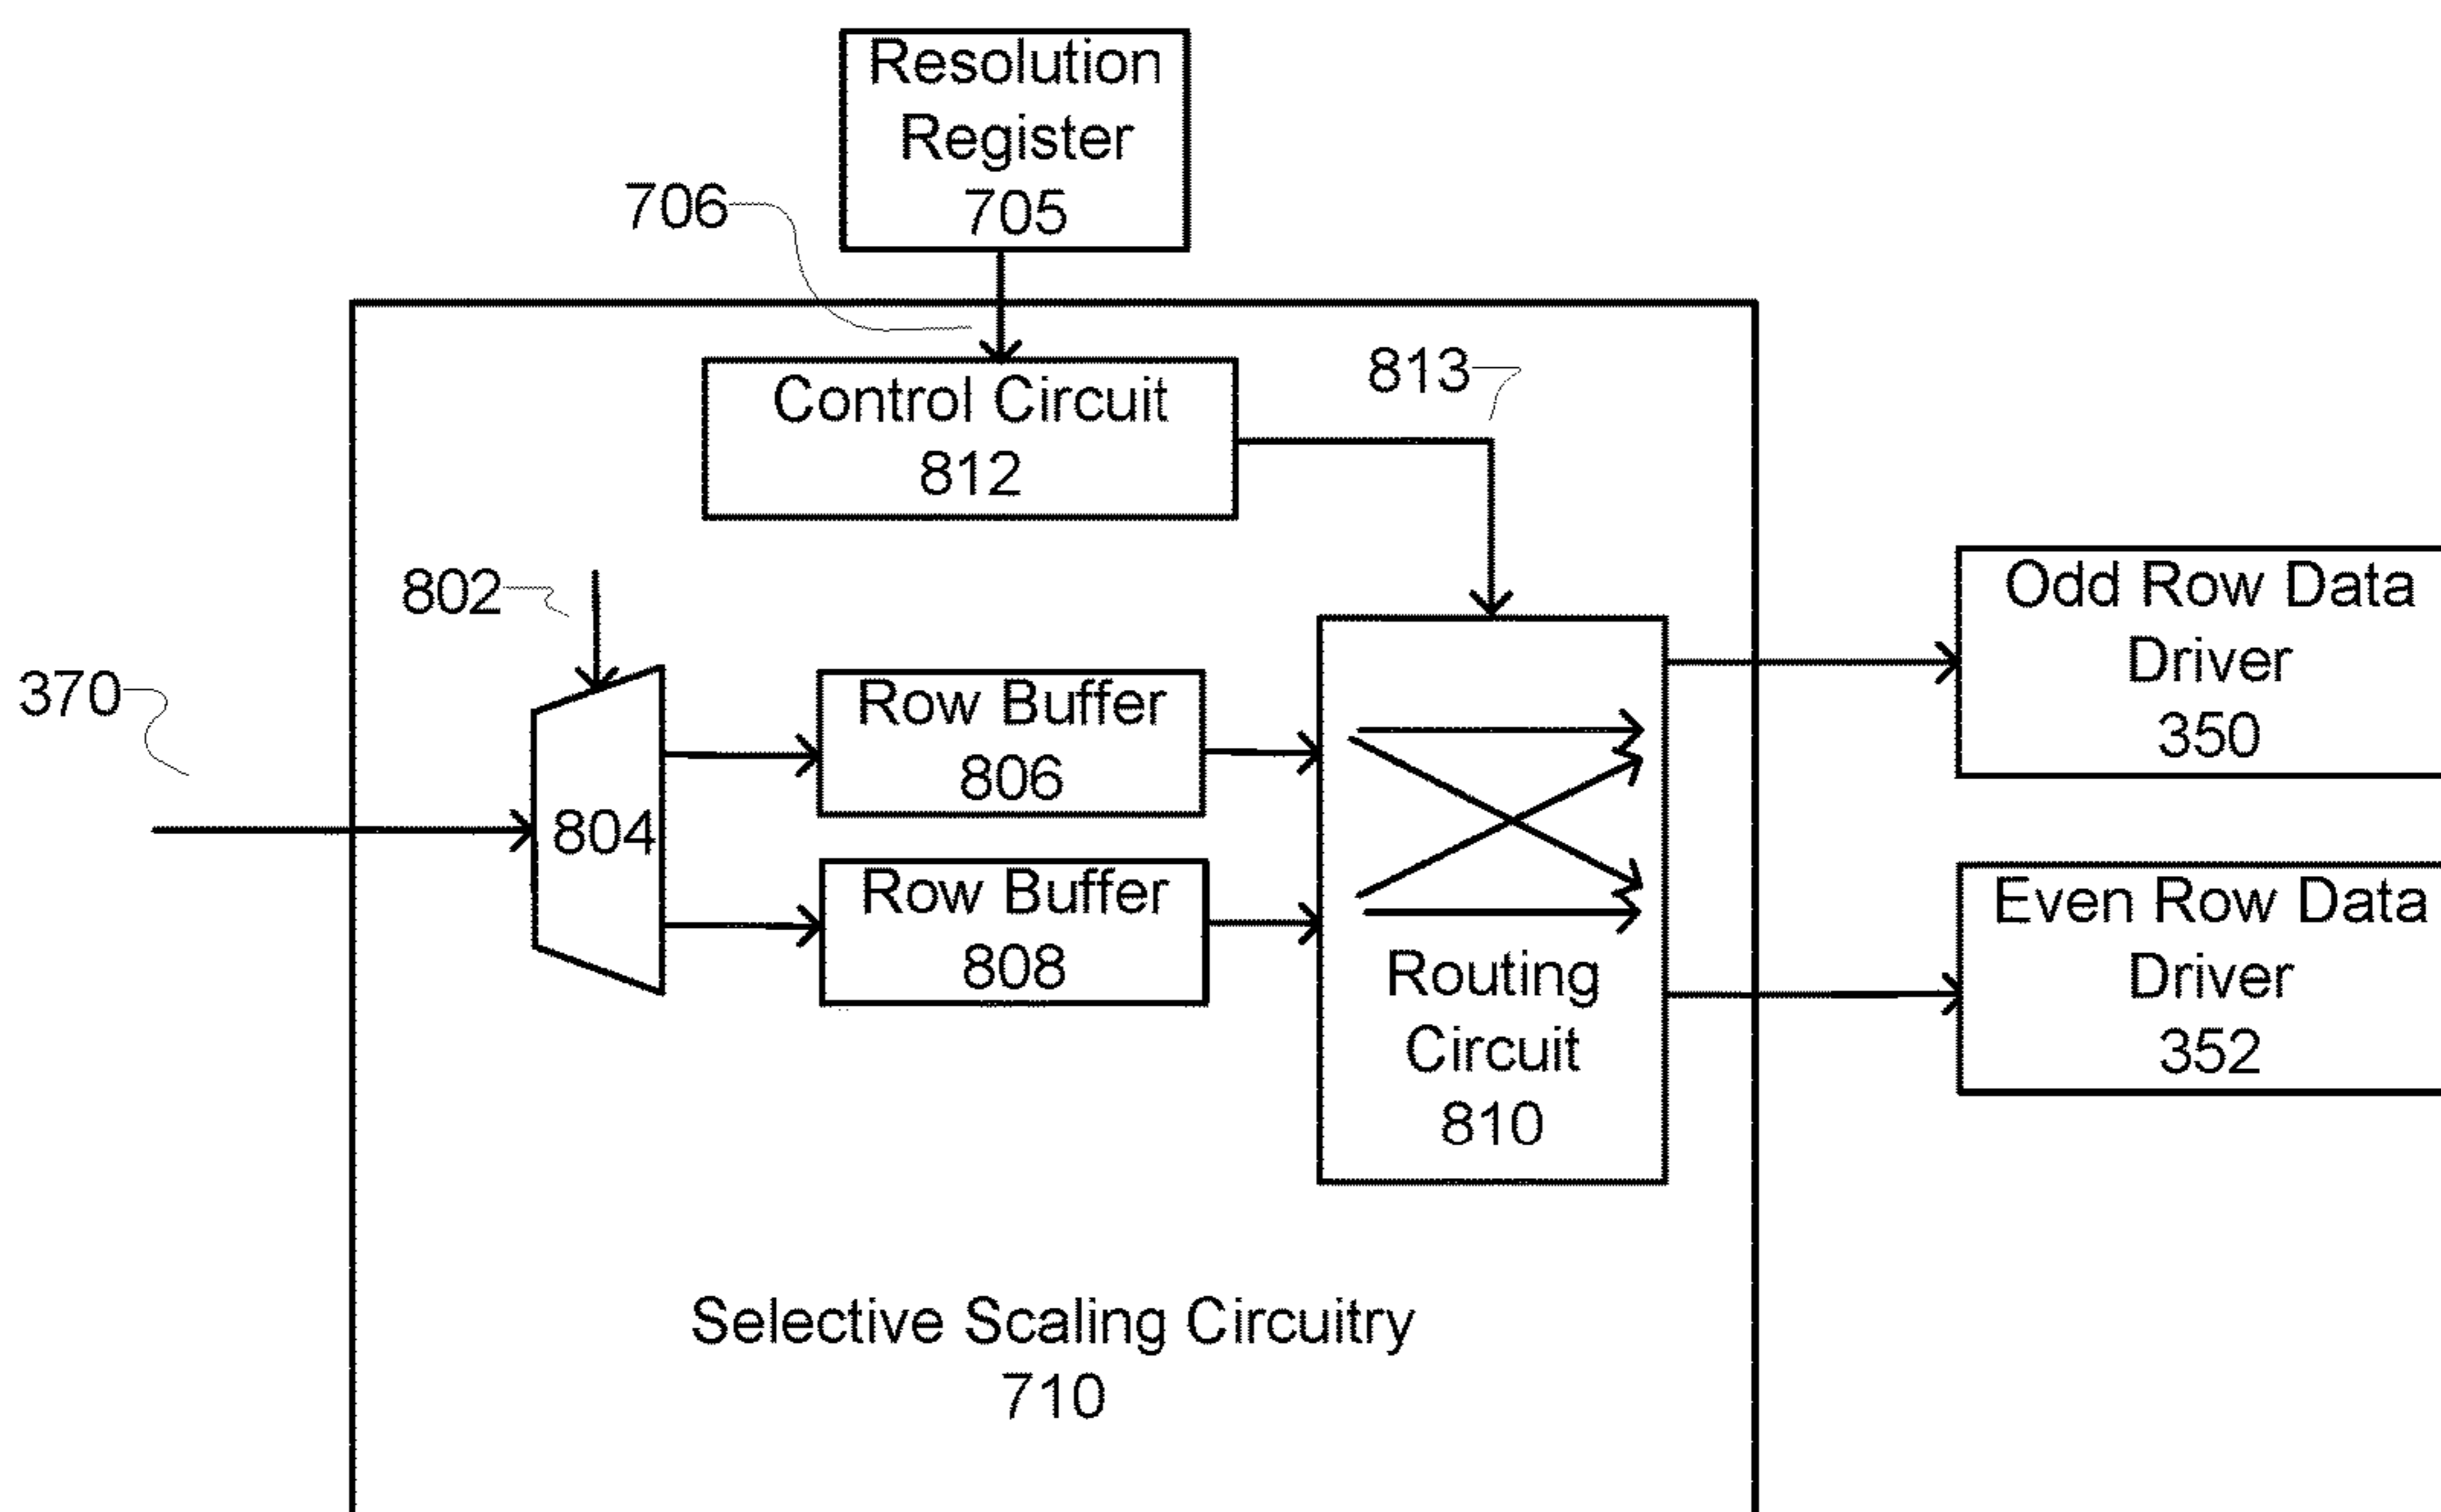 Resolution
Register
705
706
Control Circuit
812
813
802
370
804
Row Buffer
806
Row Buffer
808
Routing
Circuit
810
Odd Row Data
Driver
350
Even Row Data
Driver
352
Selective Scaling Circuitry
710